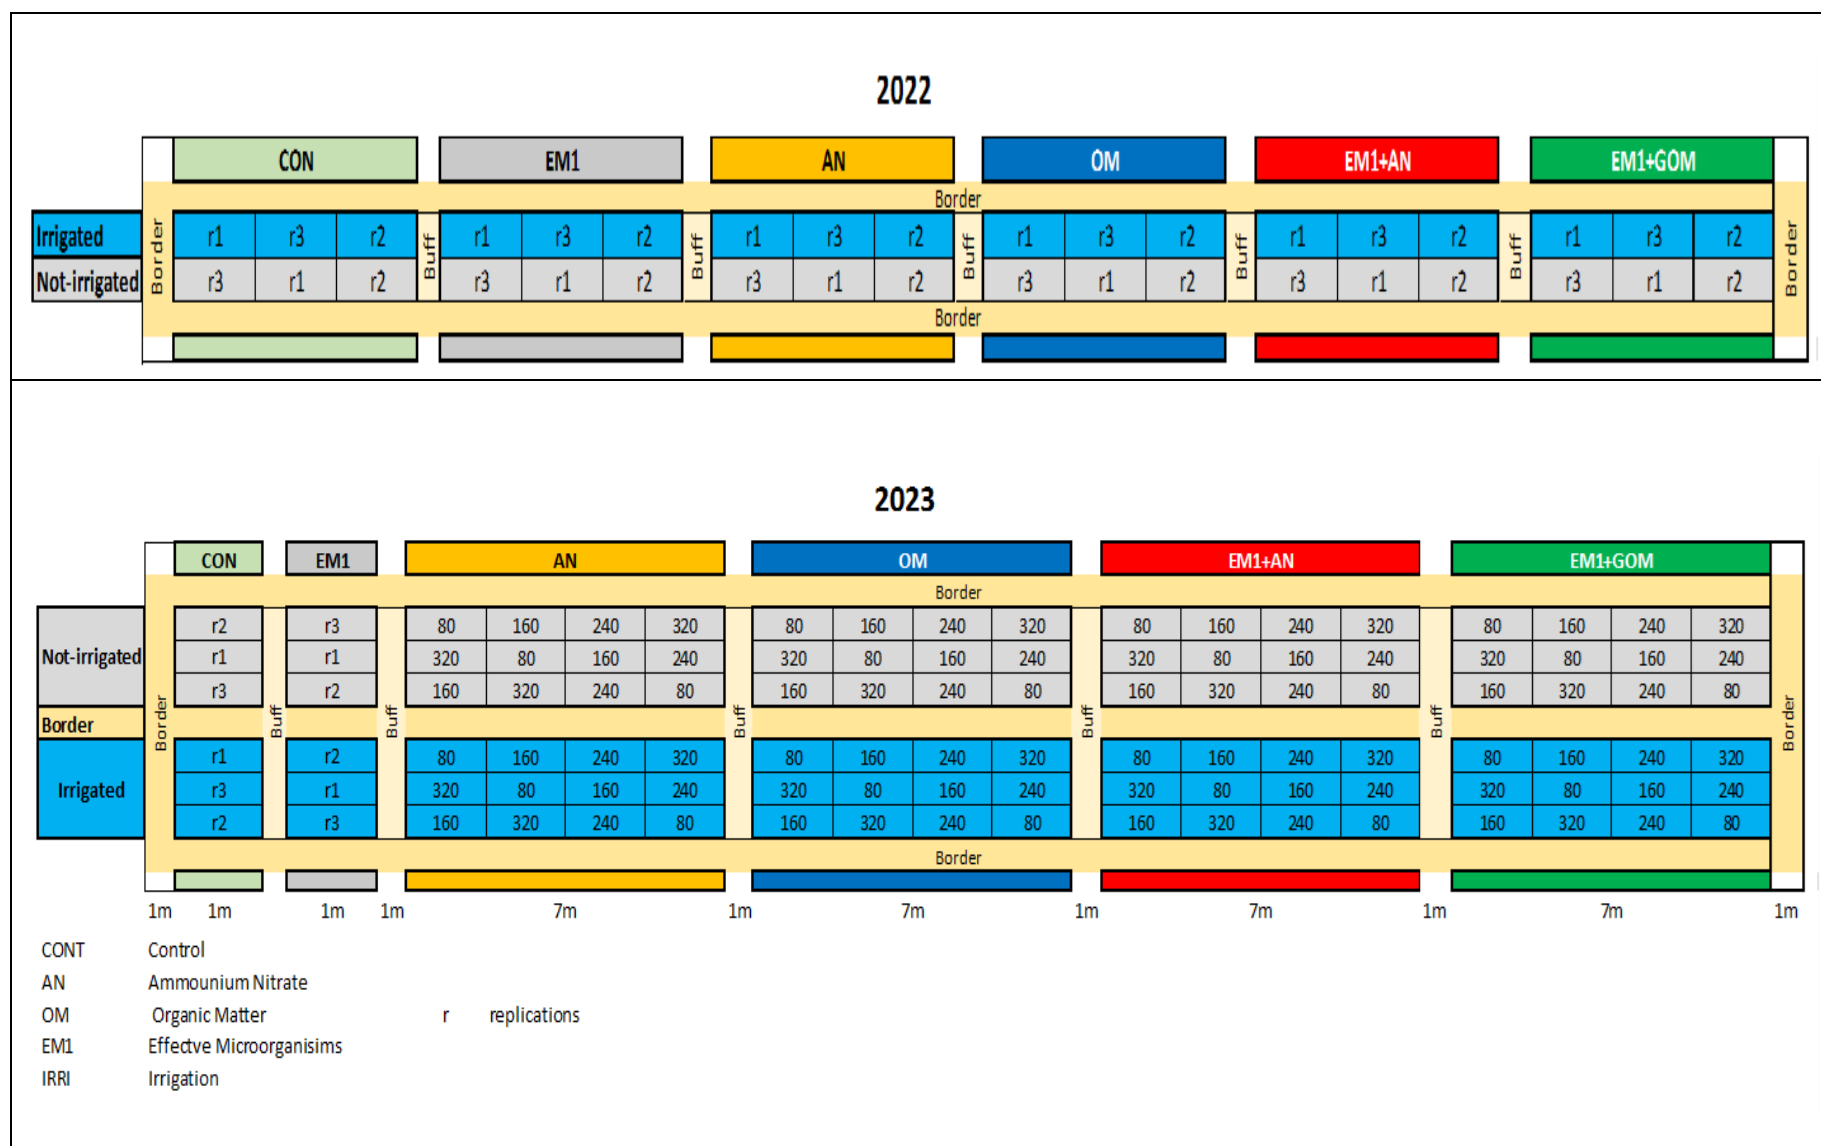 2022
CON EM1 AN OM EM1+AN EM1+GOM
Border
Irrigated r1 r3 r2 r1 r3 r2 r1 r3 r2 r1 r3 r2 r1 r3 r2 r1 r3 r2
Not-irrigated r3 r1 r2 r3 r1 r2 r3 r1 r2 r3 r1 r2 r3 r1 r2 r3 r1 r2
Border Buff Buff Buff Buff Buff Border
Border
2023
CON EM1 AN OM EM1+AN EM1+GOM
Border
r2 r3 80 160 240 320 80 160 240 320 80 160 240 320 80 160 240 320
Not-irrigated r1 r1 320 80 160 240 320 80 160 240 320 80 160 240 320 80 160 240
r3 r2 160 320 240 80 160 320 240 80 160 320 240 80 160 320 240 80
Border Border Buff Buff Buff Buff Buff Border
r1 r2 80 160 240 320 80 160 240 320 80 160 240 320 80 160 240 320
Irrigated r3 r1 320 80 160 240 320 80 160 240 320 80 160 240 320 80 160 240
r2 r3 160 320 240 80 160 320 240 80 160 320 240 80 160 320 240 80
Border
1m 1m 1m 1m 7m 1m 7m 1m 7m 1m 7m 1m
CONT Control
AN Ammounium Nitrate
OM Organic Matter r replications
EM1 Effectve Microorganisims
IRRI Irrigation